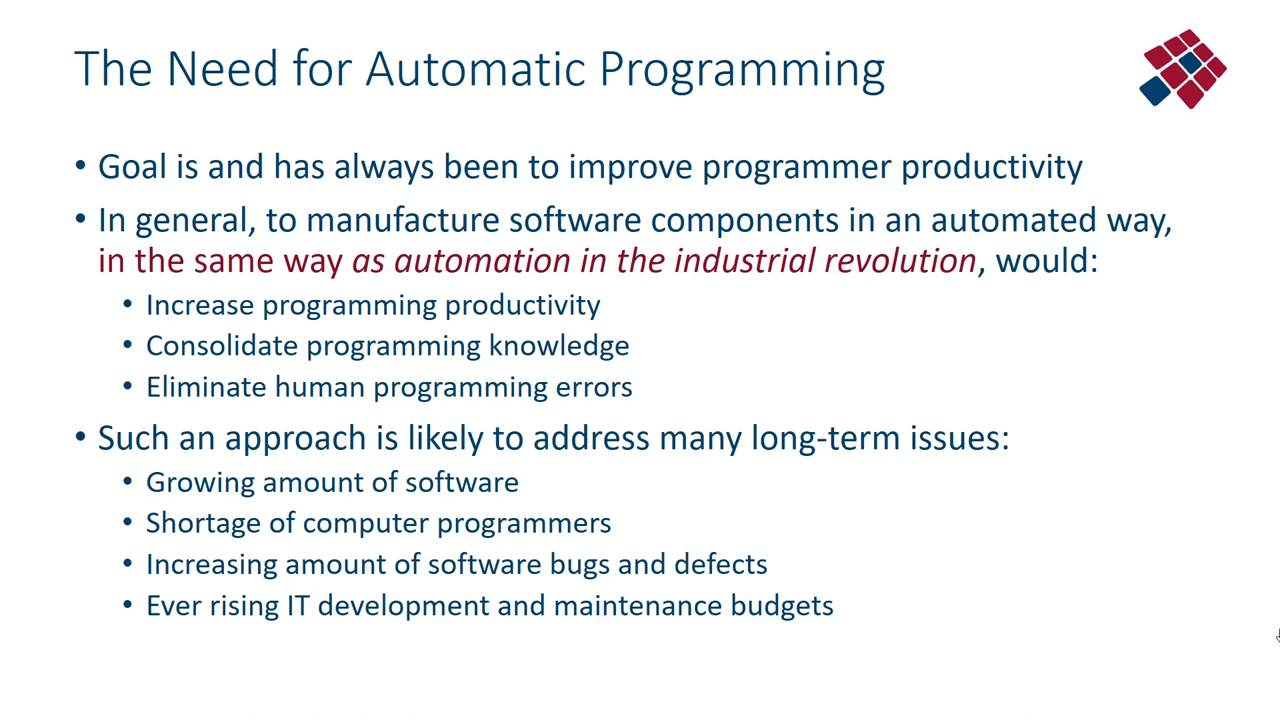 The Need for Automatic Programming
• Goal is and has always been to improve programmer productivity
• In general, to manufacture software components in an automated way,
in the same way as automation in the industrial revolution, would:
• Increase programming productivity
• Consolidate programming knowledge
• Eliminate human programming errors
• Such an approach is likely to address many long-term issues:
• Growing amount of software
• Shortage of computer programmers
• Increasing amount of software bugs and defects
• Ever rising IT development and maintenance budgets